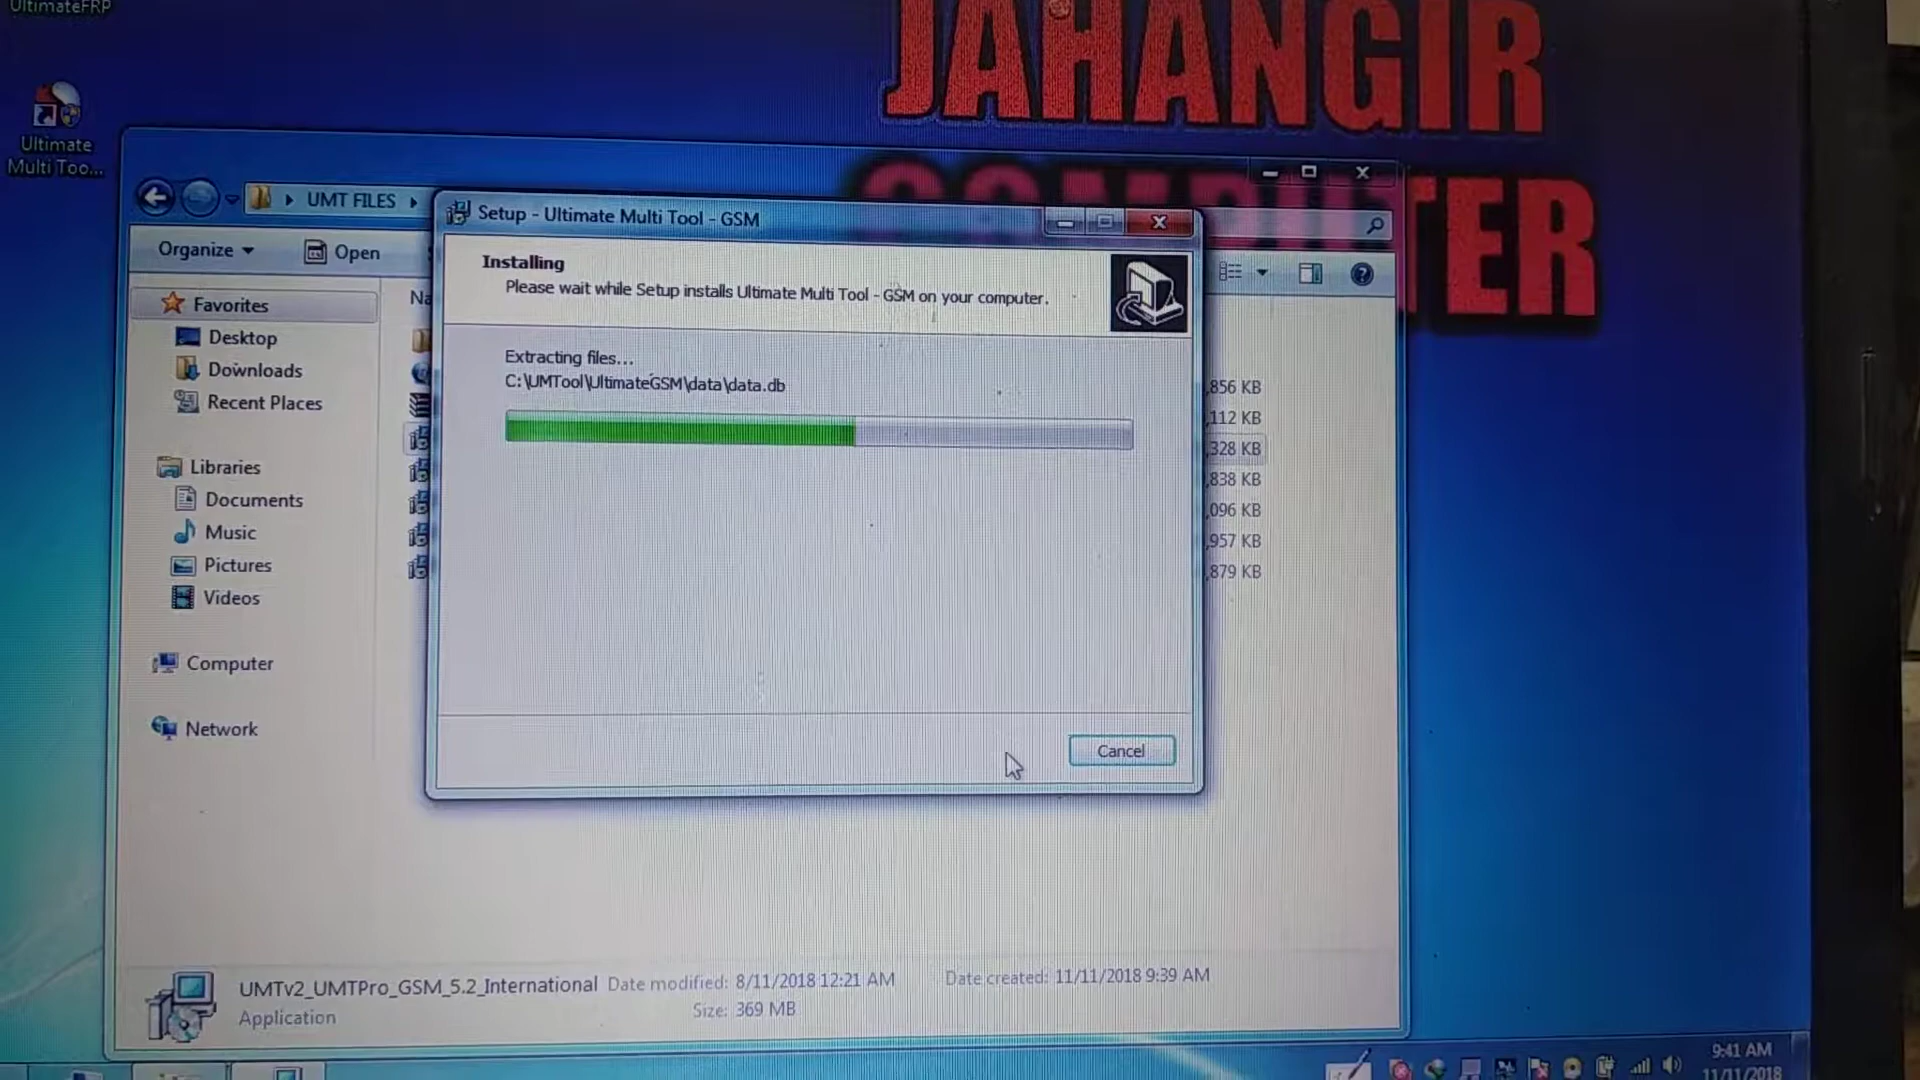 UltimateFRP
JAHANGIR
COMPUTER
Ultimate
Multi Too...
UMT FILES
Setup - Ultimate Multi Tool - GSM
Organize
Open
Installing
Please wait while Setup installs Ultimate Multi Tool - GSM on your computer.
Extracting files...
C:\UMTool\UltimateGSM\data\data.db
Na
Favorites
Desktop
Downloads
Recent Places
Libraries
Documents
Music
Pictures
Videos
Computer
Network
,856 KB
,112 KB
,328 KB
,838 KB
,096 KB
,957 KB
,879 KB
Cancel
UMTv2_UMTPro_GSM_5.2_International Date modified: 8/11/2018 12:21 AM Date created: 11/11/2018 9:39 AM
Application Size: 369 MB
9:41 AM
11/11/2018